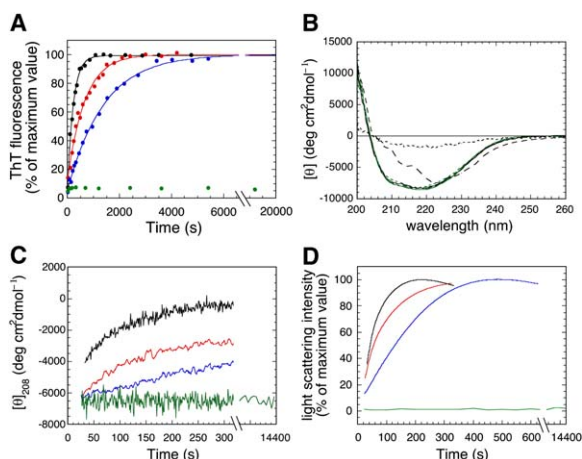 A
ThT fluorescence
(% of maximum value)
100
80
60
40
20
0
0 2000 4000 6000 20000
Time (s)
B
[θ] (deg cm²dmol⁻¹)
15000
10000
5000
0
-5000
-10000
200 210 220 230 240 250 260
wavelength (nm)
C
[θ]₂₀₈ (deg cm²dmol⁻¹)
2000
0
-2000
-4000
-6000
-8000
0 50 100 150 200 250 300 14400
Time (s)
D
light scattering intensity
(% of maximum value)
100
80
60
40
20
0
0 100 200 300 400 500 600 14400
Time (s)